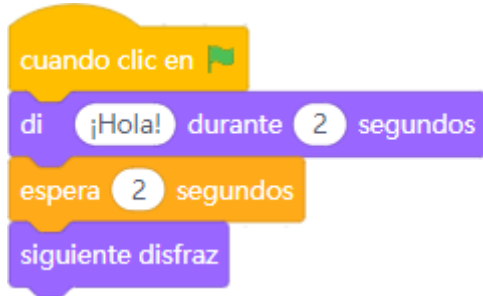 cuando clic en
di ¡Hola! durante 2 segundos
espera 2 segundos
siguiente disfraz